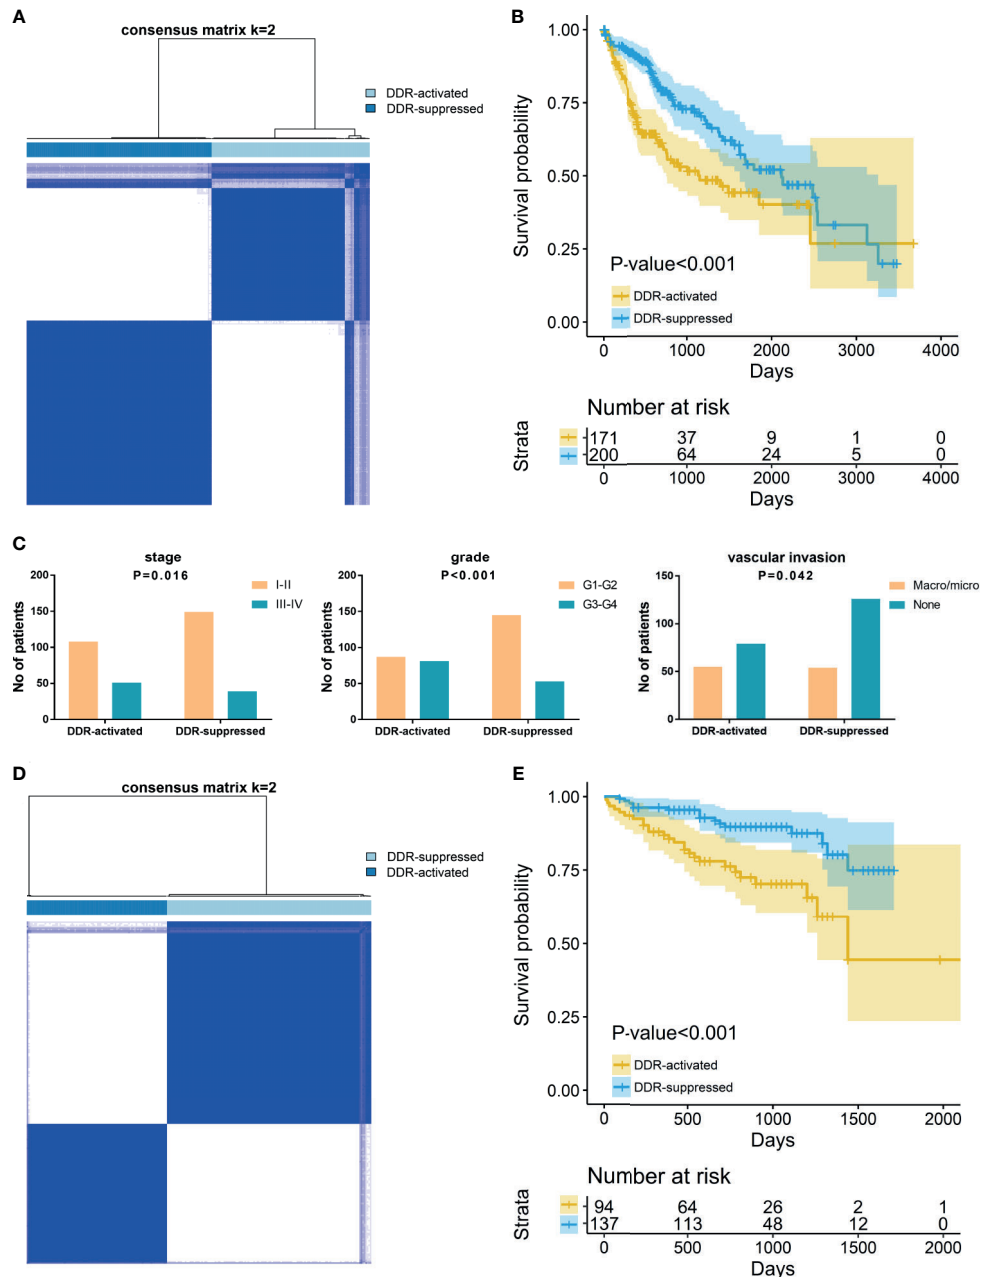 A
consensus matrix k=2
DDR-activated
DDR-suppressed
B
1.00
0.75
0.50
0.25
0.00
Survival probability
P-value<0.001
DDR-activated
DDR-suppressed
0 1000 2000 3000 4000
Days
Number at risk
Strata
171 37 9 1 0
200 64 24 5 0
0 1000 2000 3000 4000
Days
C
stage
P=0.016
I-II
III-IV
No of patients
200
150
100
50
0
DDR-activated DDR-suppressed
grade
P<0.001
G1-G2
G3-G4
No of patients
200
150
100
50
0
DDR-activated DDR-suppressed
vascular invasion
P=0.042
Macro/micro
None
No of patients
150
100
50
0
DDR-activated DDR-suppressed
D
consensus matrix k=2
DDR-suppressed
DDR-activated
E
1.00
0.75
0.50
0.25
0.00
Survival probability
P-value<0.001
DDR-activated
DDR-suppressed
0 500 1000 1500 2000
Days
Number at risk
Strata
94 64 26 2 1
137 113 48 12 0
0 500 1000 1500 2000
Days